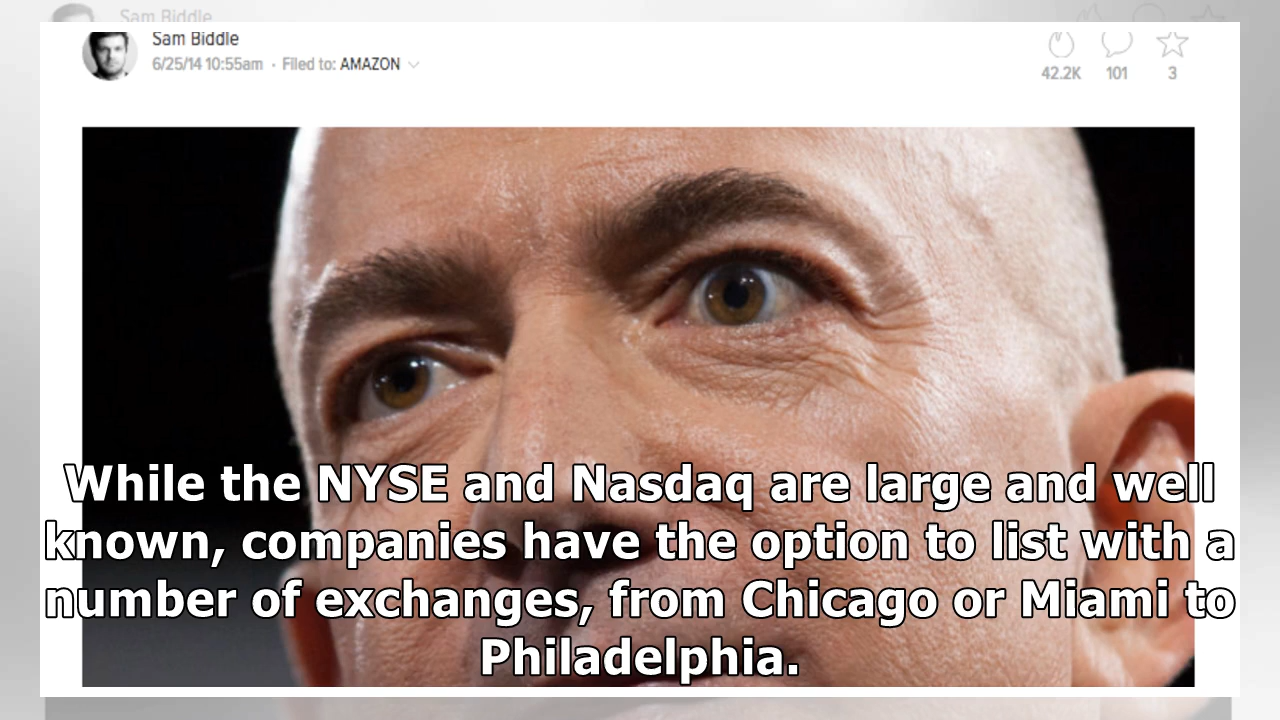 Sam Biddle
Sam Biddle
6/25/14 10:55am · Filed to: AMAZON
42.2K 101 3
While the NYSE and Nasdaq are large and well
known, companies have the option to list with a
number of exchanges, from Chicago or Miami to
Philadelphia.